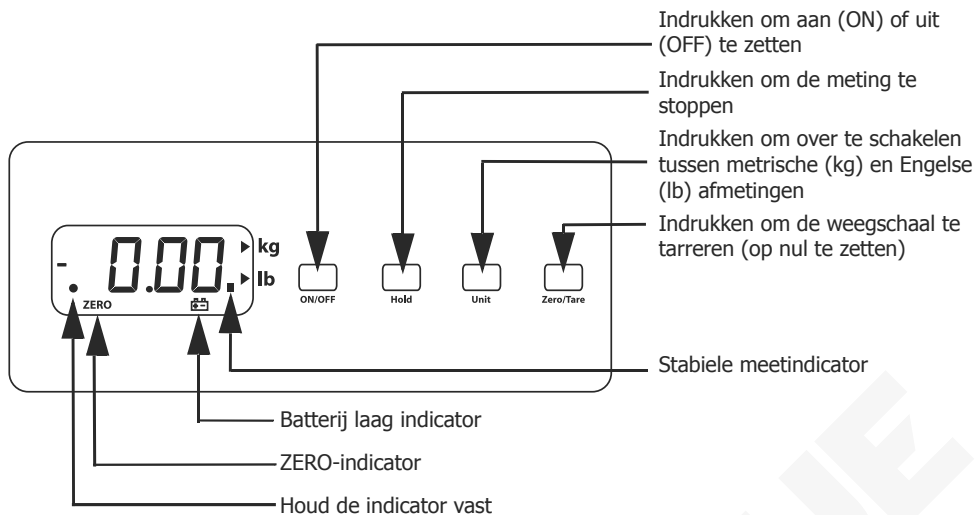 Indrukken om aan (ON) of uit
(OFF) te zetten
Indrukken om de meting te
stoppen
Indrukken om over te schakelen
tussen metrische (kg) en Engelse
(lb) afmetingen
Indrukken om de weegschaal te
tarreren (op nul te zetten)
- 0.00. kg
lb
ZERO
ON/OFF
Hold
Unit
Zero/Tare
Stabiele meetindicator
Batterij laag indicator
ZERO-indicator
Houd de indicator vast